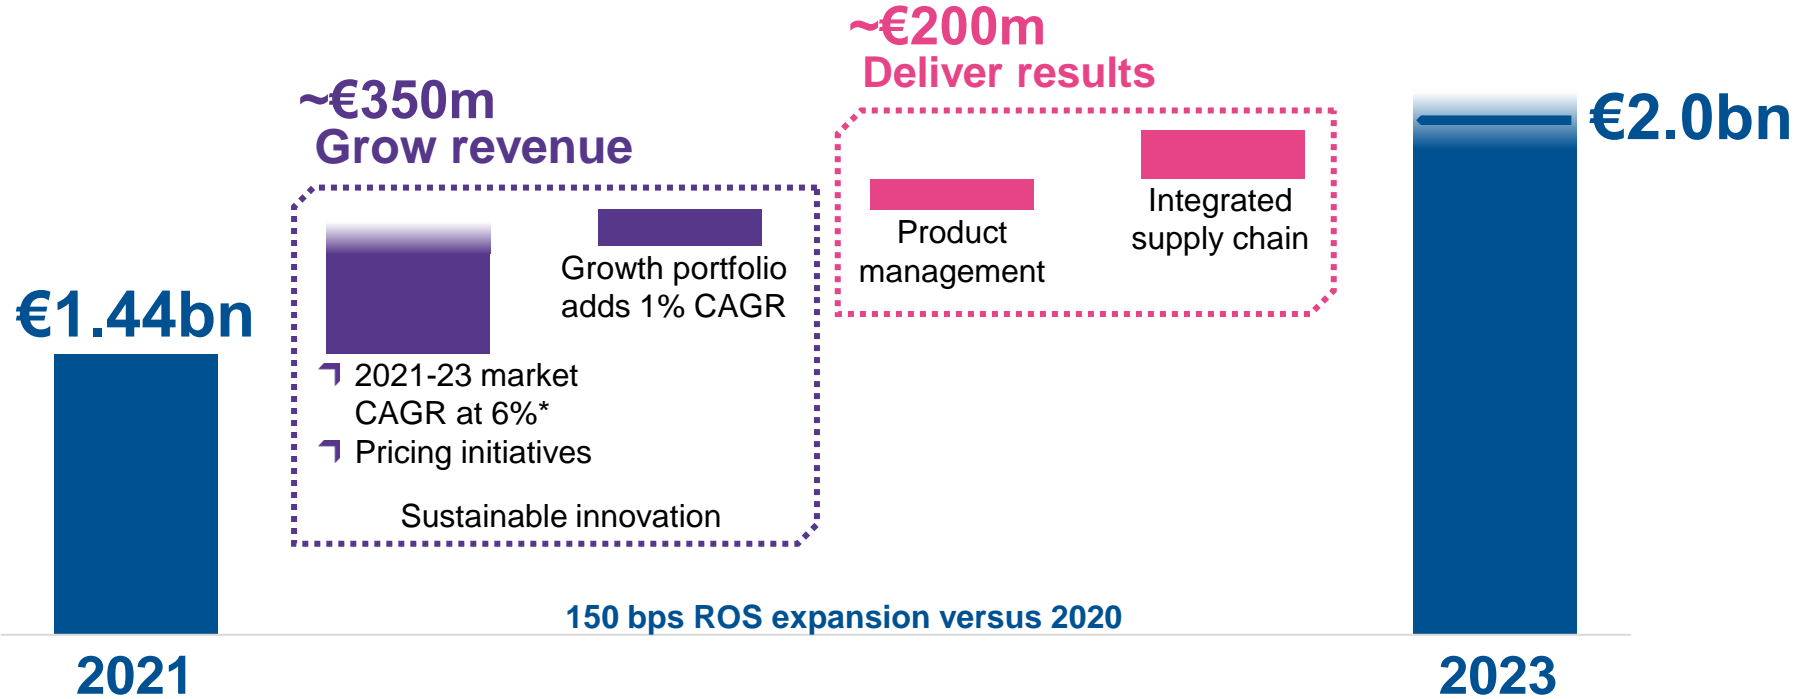 ~€200m
Deliver results
~€350m
Grow revenue
€2.0bn
Integrated
supply chain
Product
management
Growth portfolio
adds 1% CAGR
€1.44bn
2021-23 market
CAGR at 6%*
Pricing initiatives
Sustainable innovation
150 bps ROS expansion versus 2020
2021
2023